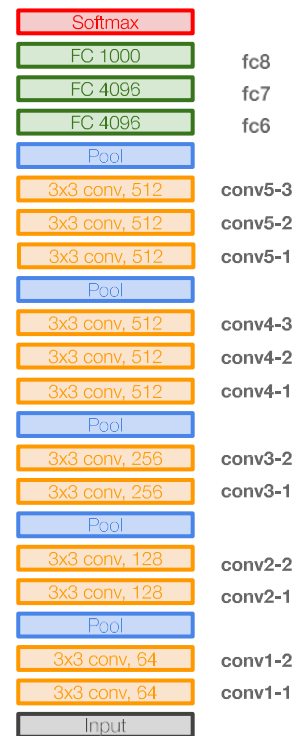 Softmax
FC 1000 fc8
FC 4096 fc7
FC 4096 fc6
Pool
3x3 conv, 512 conv5-3
3x3 conv, 512 conv5-2
3x3 conv, 512 conv5-1
Pool
3x3 conv, 512 conv4-3
3x3 conv, 512 conv4-2
3x3 conv, 512 conv4-1
Pool
3x3 conv, 256 conv3-2
3x3 conv, 256 conv3-1
Pool
3x3 conv, 128 conv2-2
3x3 conv, 128 conv2-1
Pool
3x3 conv, 64 conv1-2
3x3 conv, 64 conv1-1
Input